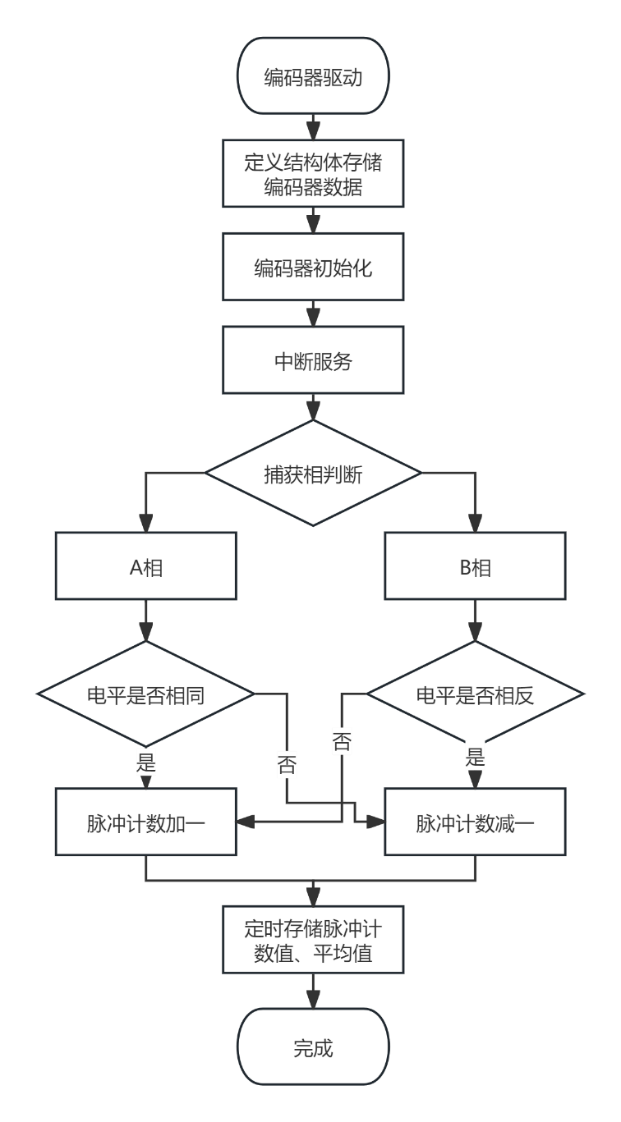 编码器驱动
定义结构体存储
编码器数据
编码器初始化
中断服务
捕获相判断
A相
B相
电平是否相同
电平是否相反
否
否
是
是
脉冲计数加一
脉冲计数减一
定时存储脉冲计
数值、平均值
完成